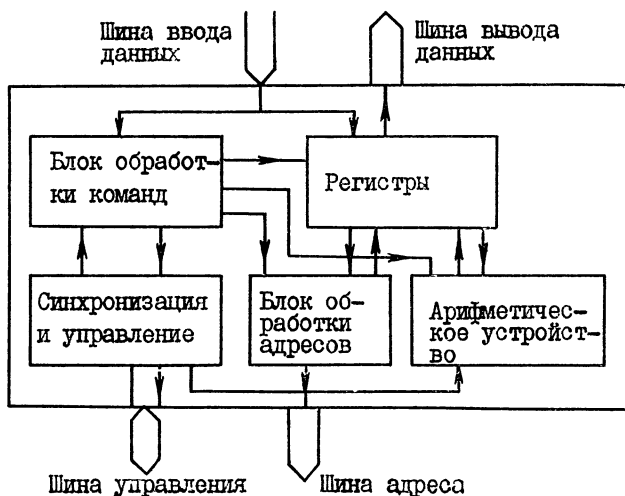 Шина ввода
данных
Шина вывода
данных
Блок обработ-
ки команд
Регистры
Синхронизация
и управление
Блок об-
работки
адресов
Арифметичес-
кое устройст-
во
Шина управления
Шина адреса